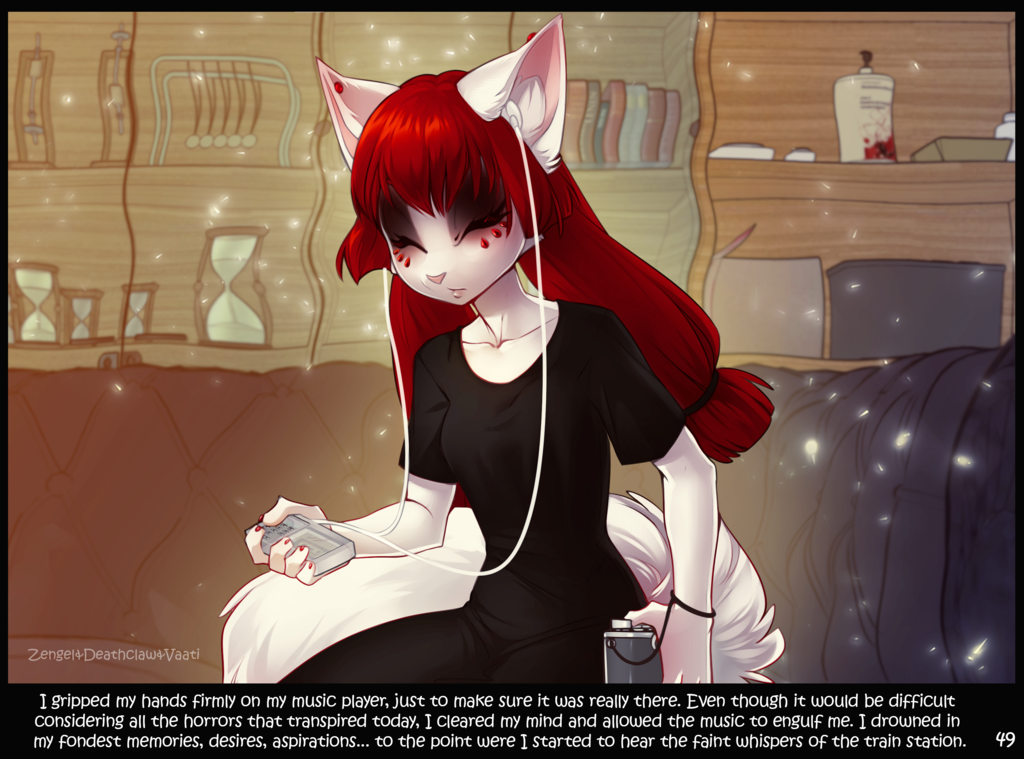 Zengel&Deathclaw&Vaati
I gripped my hands firmly on my music player, just to make sure it was really there. Even though it would be difficult
considering all the horrors that transpired today, I cleared my mind and allowed the music to engulf me. I drowned in
my fondest memories, desires, aspirations... to the point were I started to hear the faint whispers of the train station.
49